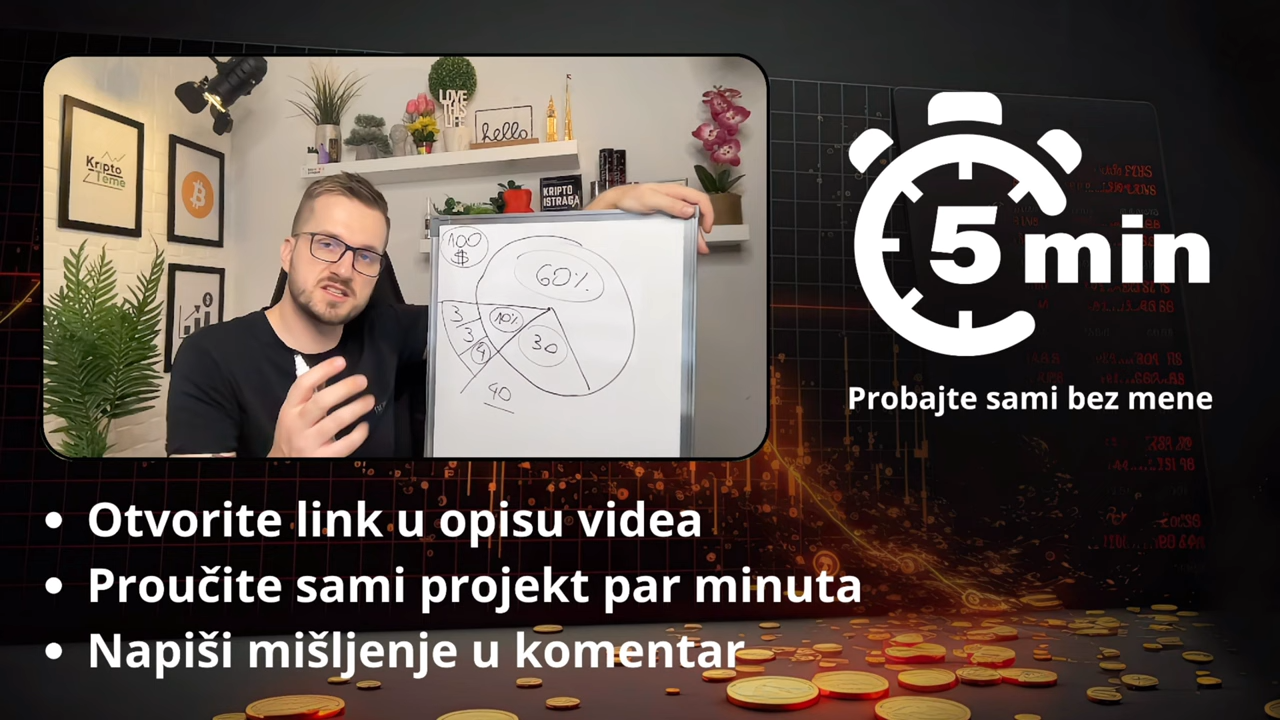 Kripto
Teme
LOVE
THIS
LIFE
hello
KRIPTO
ISTRAGA
100
$
60%
10%
30
3
3
4
40
5 min
Probajte sami bez mene
• Otvorite link u opisu videa
• Proučite sami projekt par minuta
• Napiši mišljenje u komentar